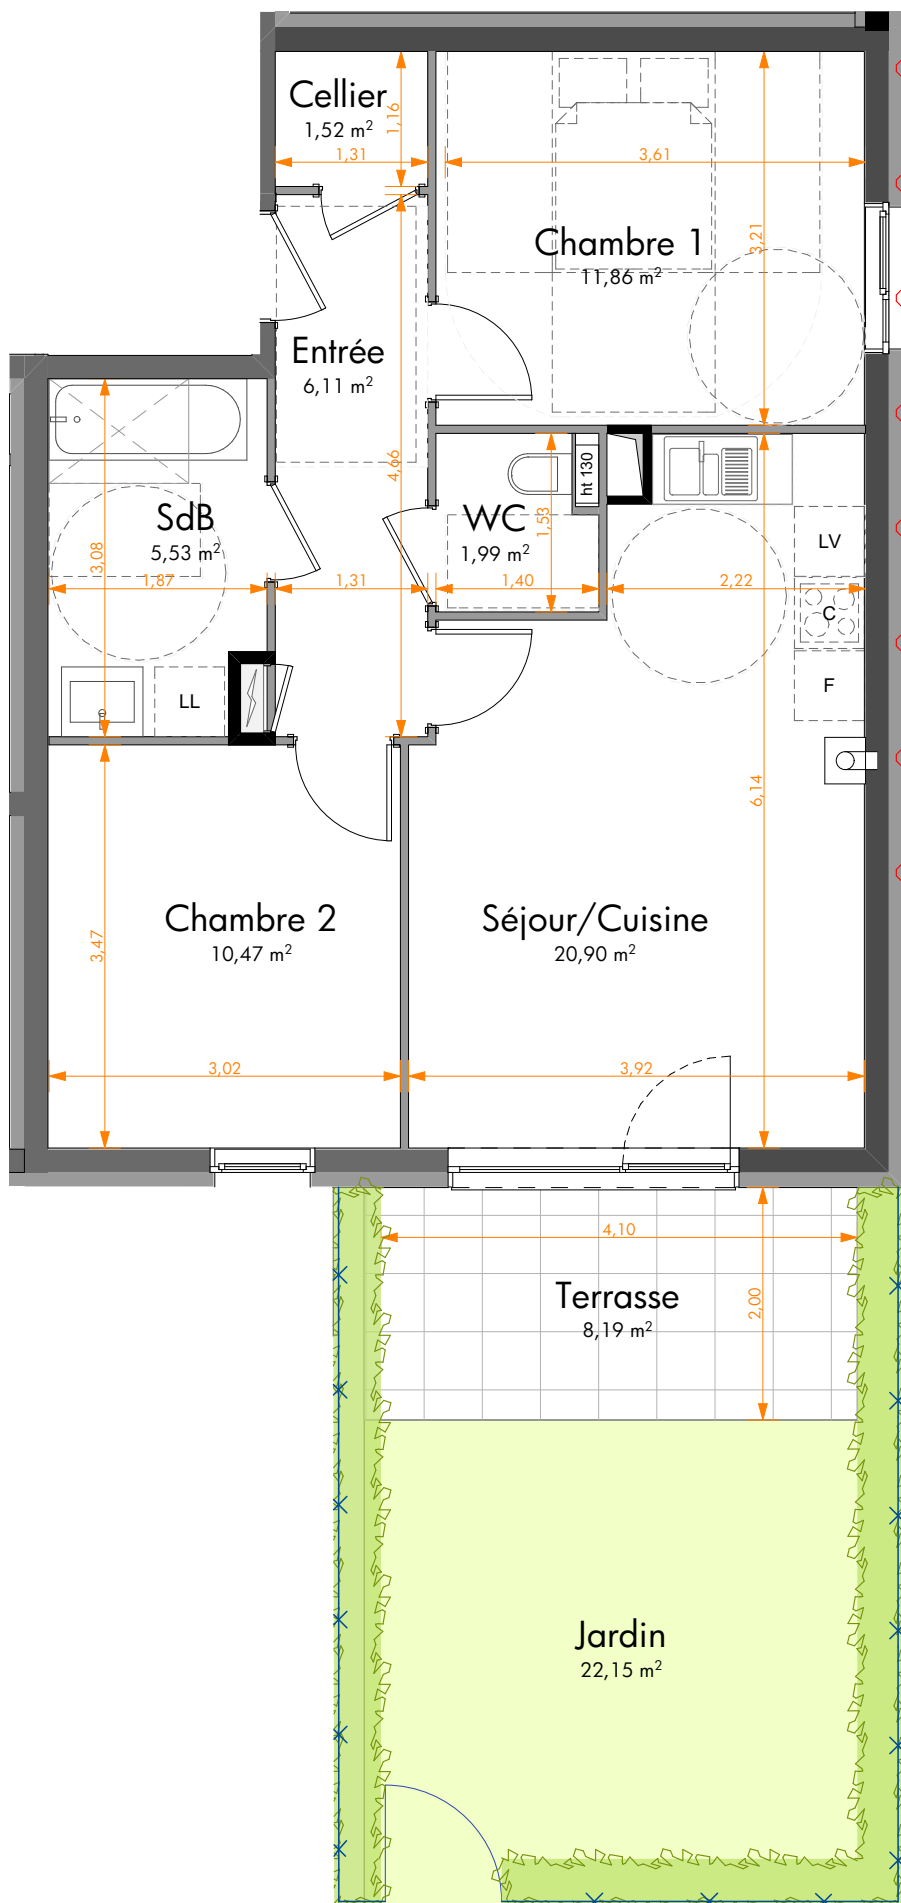 Cellier
1,52 m²
1,16
1,31
3,61
3,21
Chambre 1
11,86 m²
Entrée
6,11 m²
4,66
SdB
5,53 m²
3,08
1,87
1,31
WC
1,99 m²
1,53
1,40
ht 130
2,22
LV
C
F
LL
6,14
Chambre 2
10,47 m²
3,47
3,02
Séjour/Cuisine
20,90 m²
3,92
4,10
Terrasse
8,19 m²
2,00
Jardin
22,15 m²